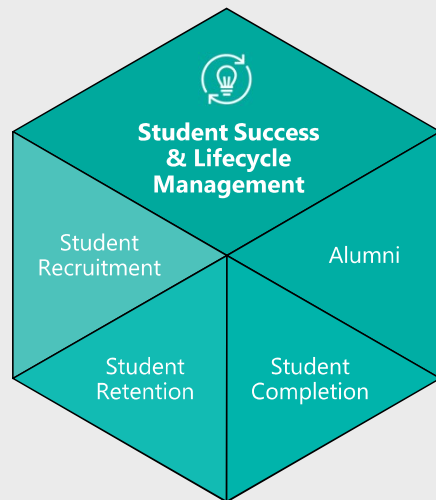 Student Success
& Lifecycle
Management
Student
Recruitment
Alumni
Student
Retention
Student
Completion